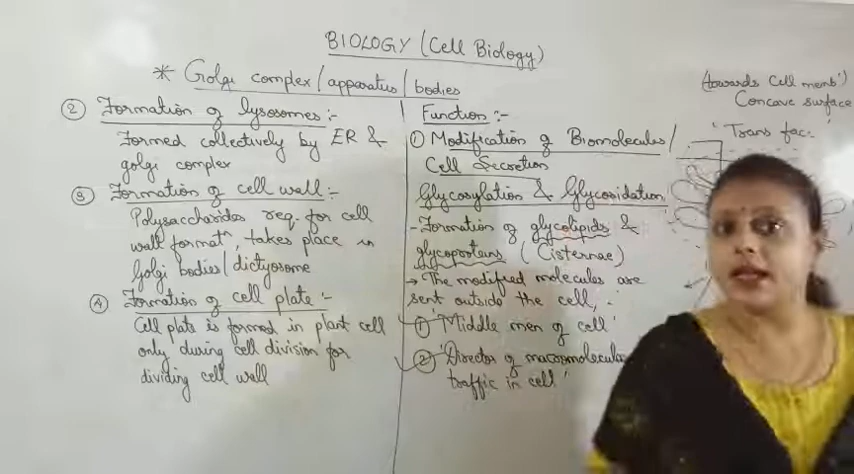 BIOLOGY (Cell Biology)
* Golgi complex / apparatus / bodies
② Formation of lysosomes :-
Formed collectively by ER &
golgi complex
③ Formation of cell wall :-
Polysaccharides req. for cell
wall formatⁿ, takes place in
Golgi bodies / dictyosome
④ Formation of cell plate :-
Cell plate is formed in plant cell
only during cell division for
dividing cell wall
Function :-
① Modification of Biomolecules /
Cell Secretion
Glycosylation & Glycosidation
- Formation of glycolipids &
glycoproteins (Cisternae)
→ The modified molecules are
sent outside the cell,
① 'Middle men of cell'
② 'Director of macromolecules
traffic in cell'
(towards Cell memb')
Concave surface
'Trans face'